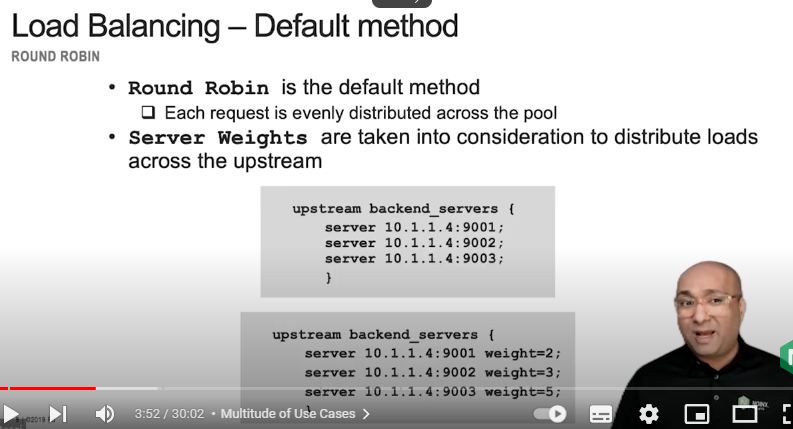 Load Balancing – Default method
ROUND ROBIN
• Round Robin is the default method
❑ Each request is evenly distributed across the pool
• Server Weights are taken into consideration to distribute loads
across the upstream
upstream backend_servers {
server 10.1.1.4:9001;
server 10.1.1.4:9002;
server 10.1.1.4:9003;
}
upstream backend_servers {
server 10.1.1.4:9001 weight=2;
server 10.1.1.4:9002 weight=3;
server 10.1.1.4:9003 weight=5;
}
3:52 / 30:02 • Multitude of Use Cases >
©2019
NGINX